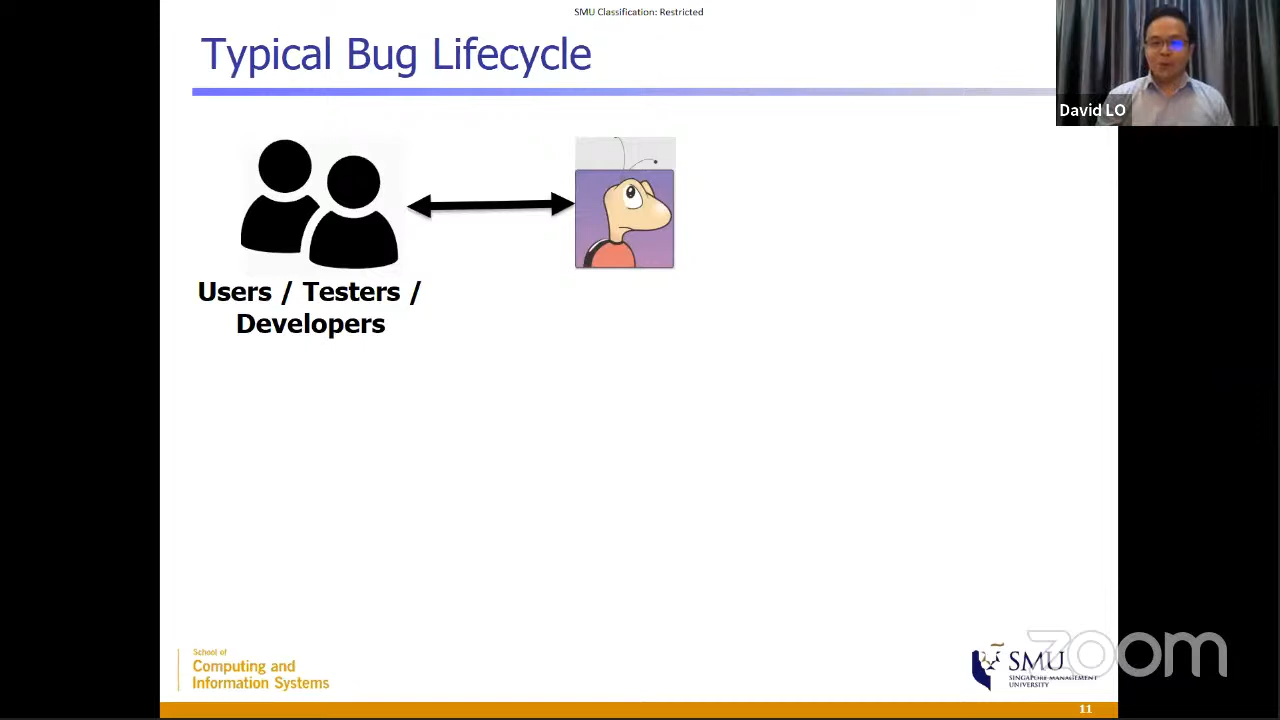 SMU Classification: Restricted
Typical Bug Lifecycle
David LO
Users / Testers /
Developers
School of
Computing and
Information Systems
SMU
SINGAPORE MANAGEMENT
UNIVERSITY
zoom
11